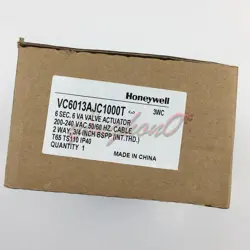 Honeywell
VC6013AJC1000T
3WC
6 SEC. 6 VA VALVE ACTUATOR
200-240 VAC 50/60 HZ. CABLE
2 WAY, 3/4 INCH BSPP (INT.THD.)
T65 TS110 IP40
QUANTITY 1
MADE IN CHINA